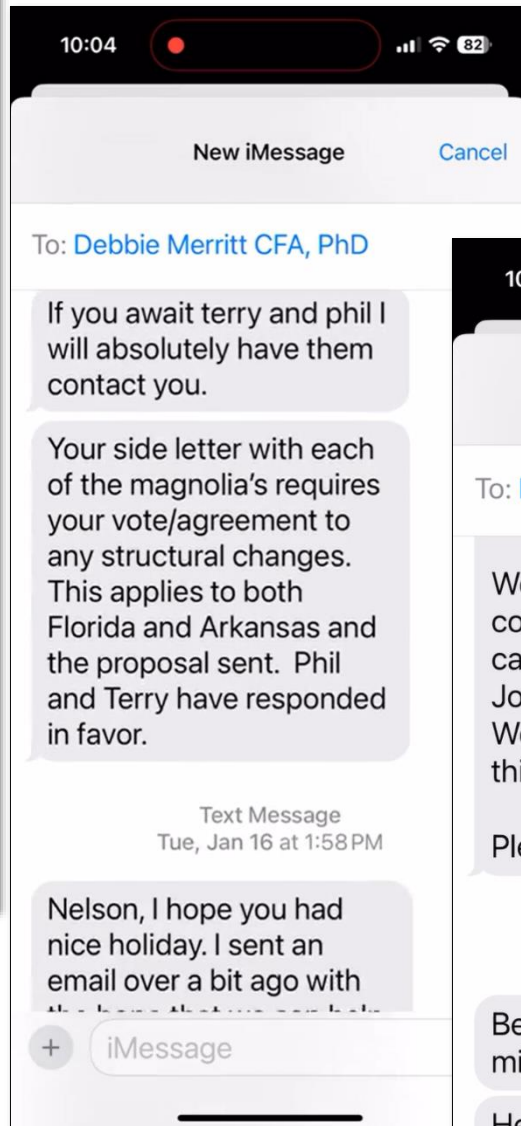 10:04
82
New iMessage
Cancel
To: Debbie Merritt CFA, PhD
If you await terry and phil I
will absolutely have them
contact you.
Your side letter with each
of the magnolia's requires
your vote/agreement to
any structural changes.
This applies to both
Florida and Arkansas and
the proposal sent. Phil
and Terry have responded
in favor.
Text Message
Tue, Jan 16 at 1:58 PM
Nelson, I hope you had
nice holiday. I sent an
email over a bit ago with
+
iMessage
To: